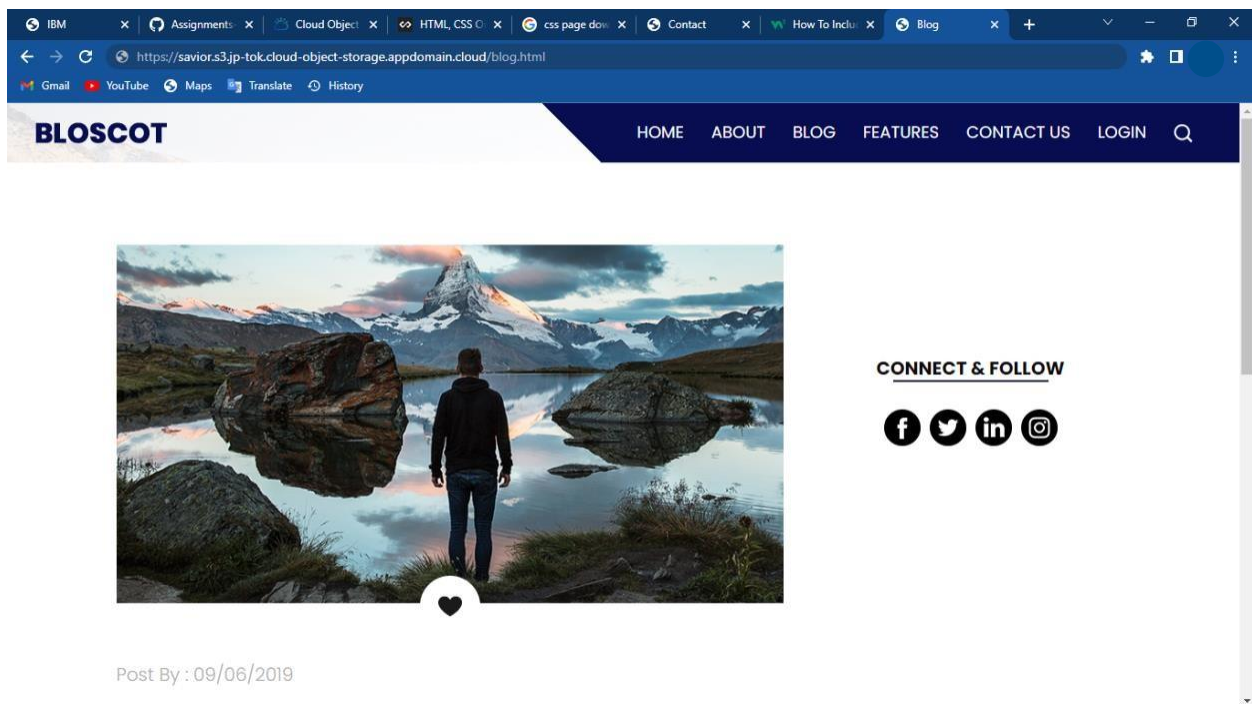 IBM Assignments- Cloud Object HTML, CSS css page dow Contact How To Inclu Blog
https://savior.s3.jp-tok.cloud-object-storage.appdomain.cloud/blog.html
Gmail YouTube Maps Translate History
BLOSCOT HOME ABOUT BLOG FEATURES CONTACT US LOGIN
CONNECT & FOLLOW
f in
Post By : 09/06/2019